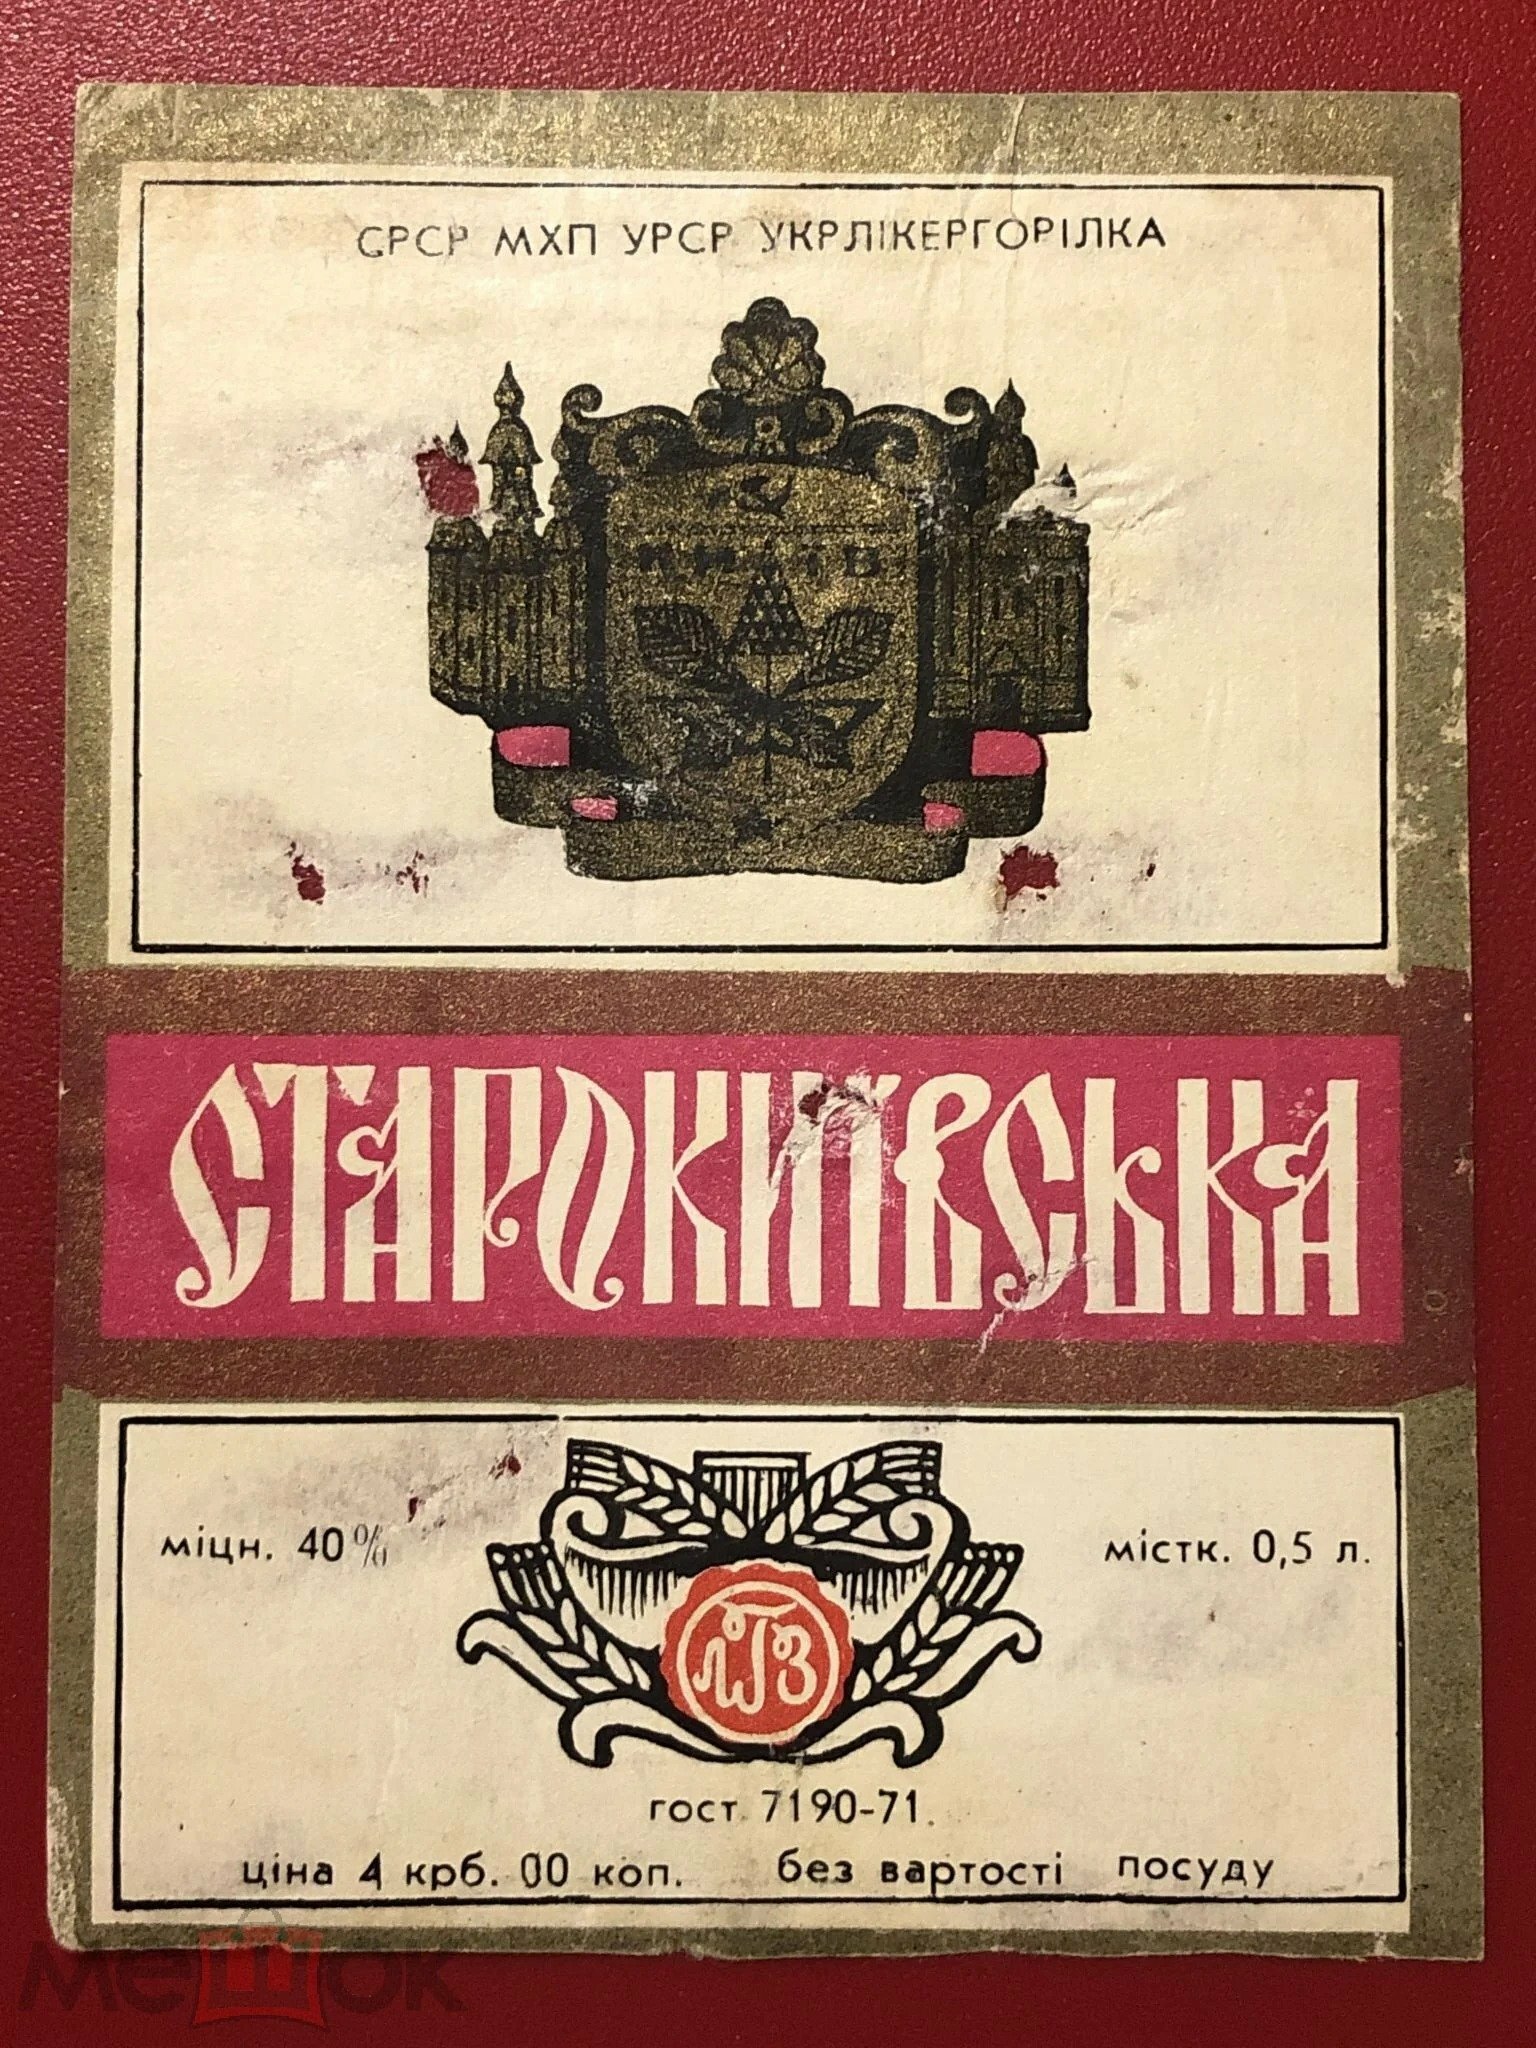 СРСР МХП УРСР УКРЛІКЕРГОРІЛКА
КИЇВ
СТАРОКИЇВСЬКА
міцн. 40%
містк. 0,5 л.
ЛГЗ
гост 7190-71.
ціна 4 крб. 00 коп. без вартості посуду
мешок